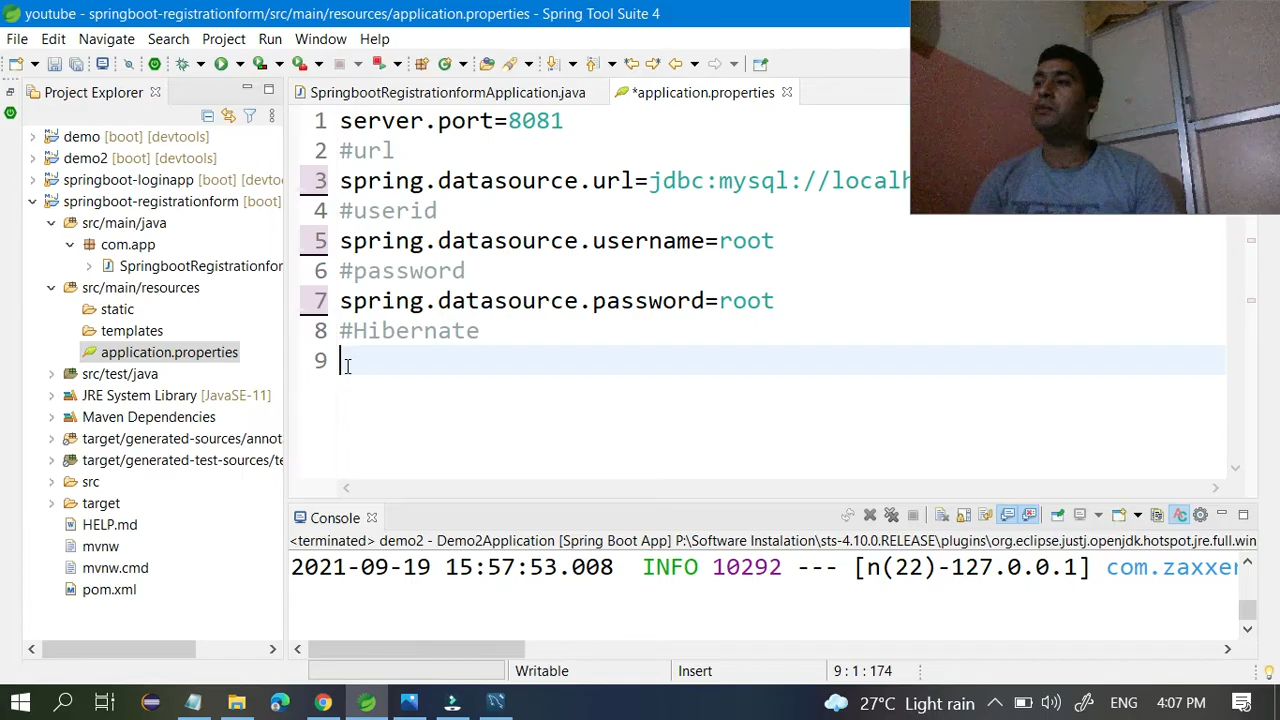 youtube - springboot-registrationform/src/main/resources/application.properties - Spring Tool Suite 4
File Edit Navigate Search Project Run Window Help
Project Explorer
SpringbootRegistrationformApplication.java
*application.properties
demo [boot] [devtools]
demo2 [boot] [devtools]
springboot-loginapp [boot] [devto
springboot-registrationform [boot]
src/main/java
com.app
SpringbootRegistrationfor
src/main/resources
static
templates
application.properties
src/test/java
JRE System Library [JavaSE-11]
Maven Dependencies
target/generated-sources/annot
target/generated-test-sources/te
src
target
HELP.md
mvnw
mvnw.cmd
pom.xml
1 server.port=8081
2 #url
3 spring.datasource.url=jdbc:mysql://localh
4 #userid
5 spring.datasource.username=root
6 #password
7 spring.datasource.password=root
8 #Hibernate
9
Console
<terminated> demo2 - Demo2Application [Spring Boot App] P:\Software Instalation\sts-4.10.0.RELEASE\plugins\org.eclipse.justj.openjdk.hotspot.jre.full.win
2021-09-19 15:57:53.008 INFO 10292 --- [n(22)-127.0.0.1] com.zaxxer
Writable Insert 9:1:174
27°C Light rain ENG 4:07 PM